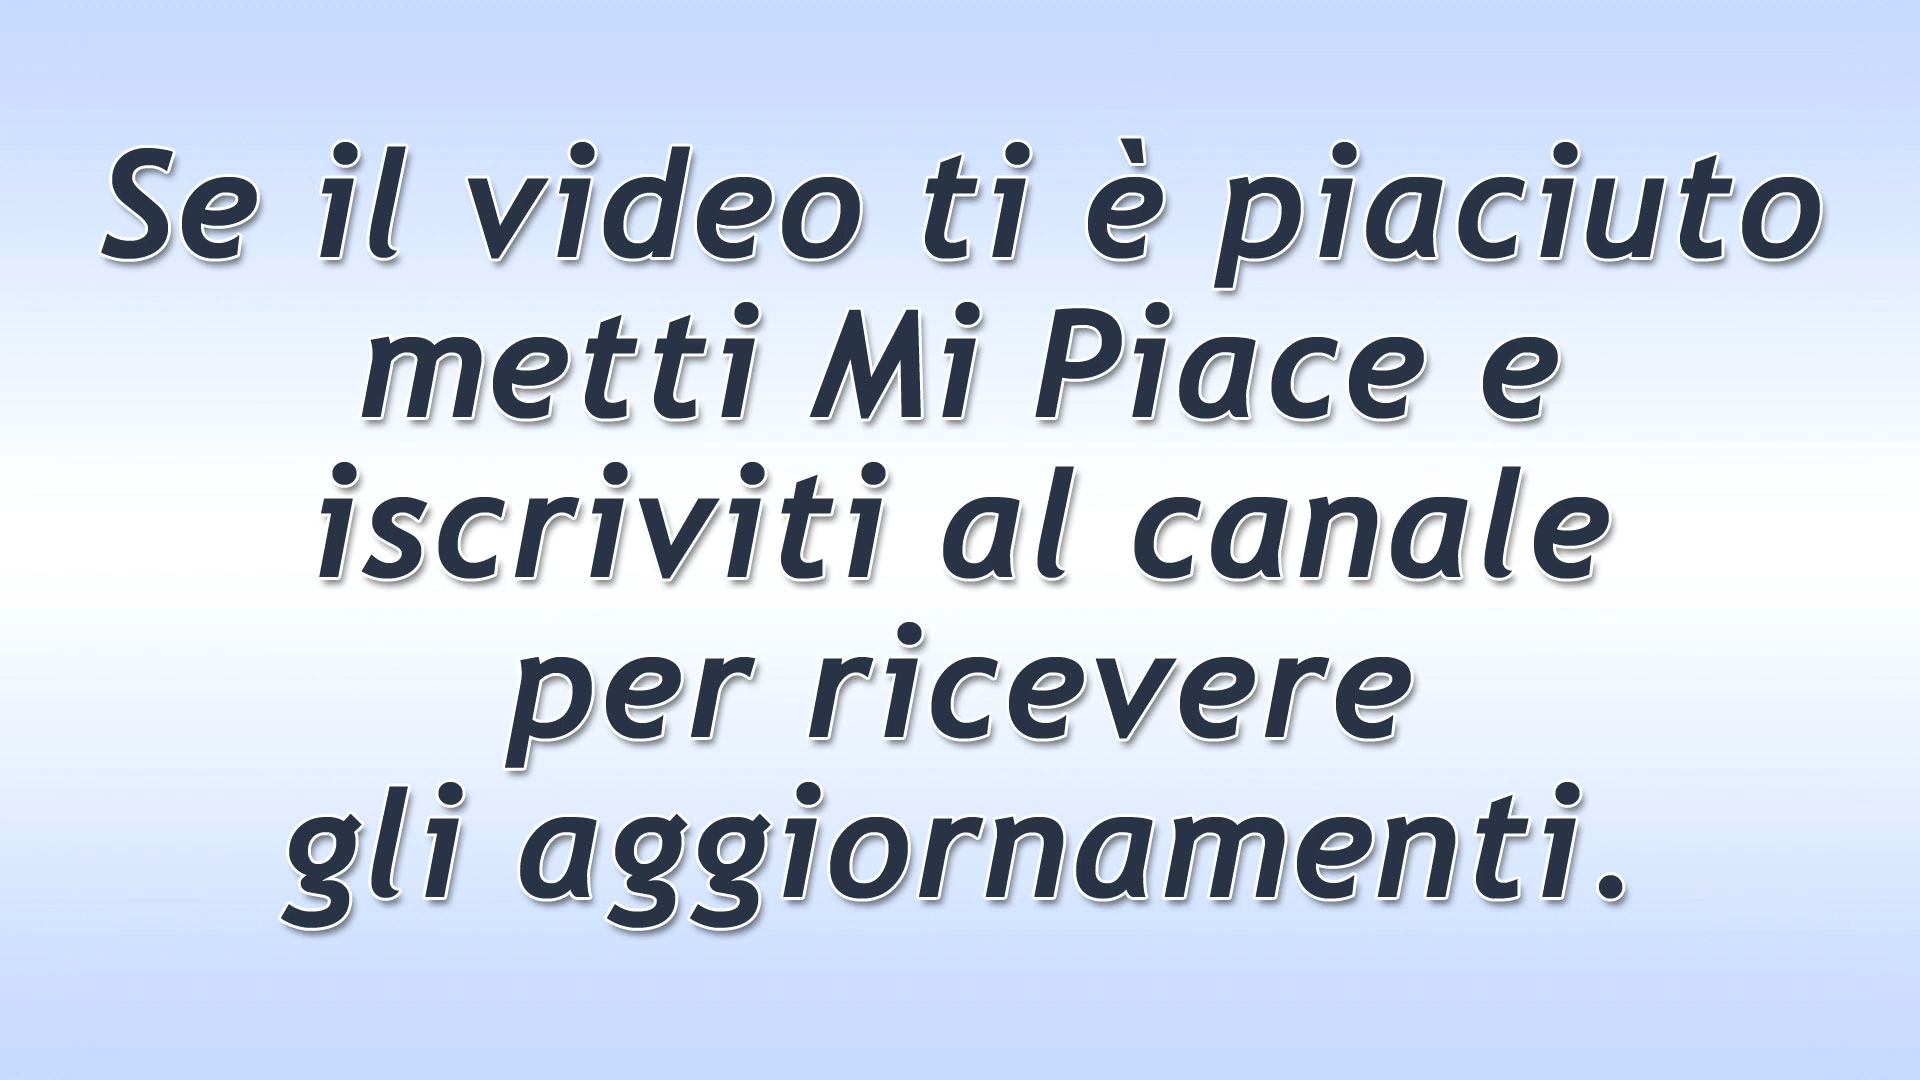 Se il video ti è piaciuto
metti Mi Piace e
iscriviti al canale
per ricevere
gli aggiornamenti.